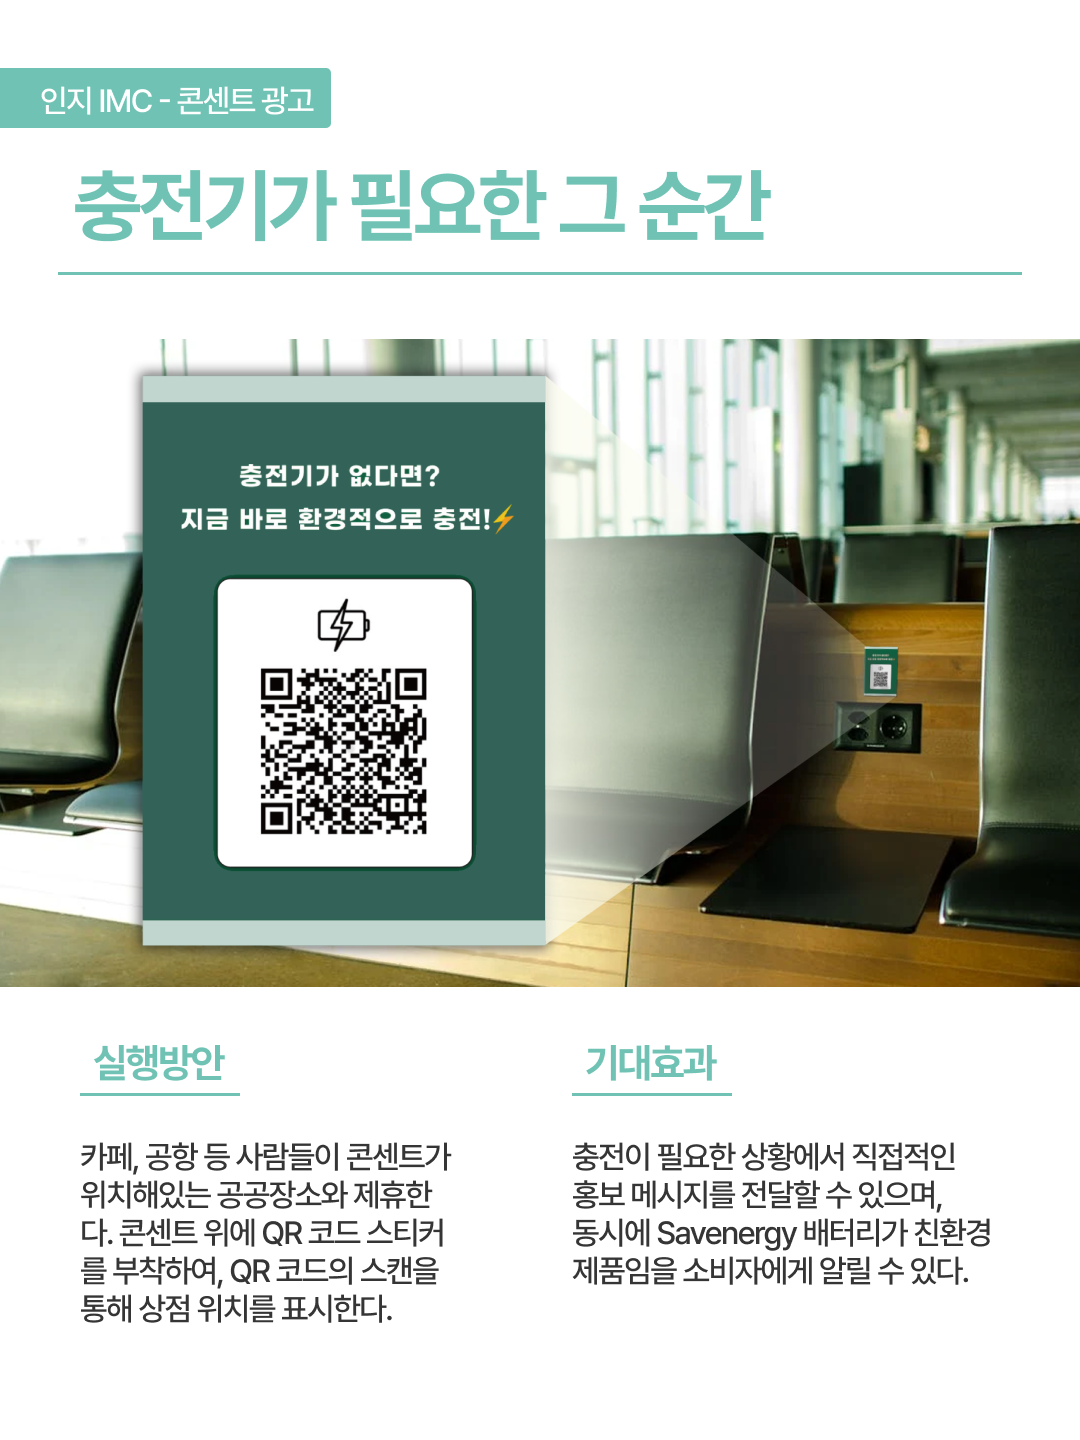 인지 IMC - 콘센트 광고
충전기가 필요한 그 순간
충전기가 없다면?
지금 바로 환경적으로 충전!⚡
실행방안
카페, 공항 등 사람들이 콘센트가
위치해있는 공공장소와 제휴한
다. 콘센트 위에 QR 코드 스티커
를 부착하여, QR 코드의 스캔을
통해 상점 위치를 표시한다.
기대효과
충전이 필요한 상황에서 직접적인
홍보 메시지를 전달할 수 있으며,
동시에 Savenergy 배터리가 친환경
제품임을 소비자에게 알릴 수 있다.